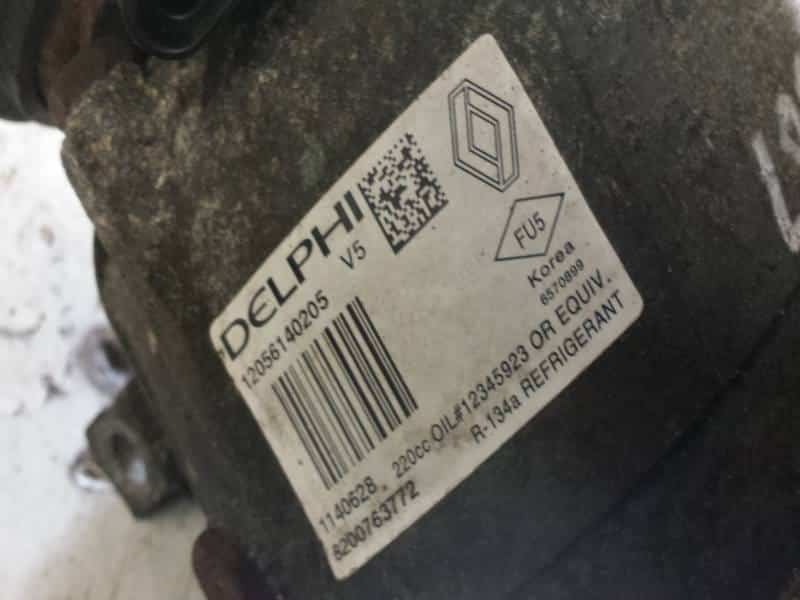 DELPHI
V5
12056140205
FU5
Korea
6570899
1140628
220cc OIL#12345923 OR EQUIV.
R-134a REFRIGERANT
8200763772